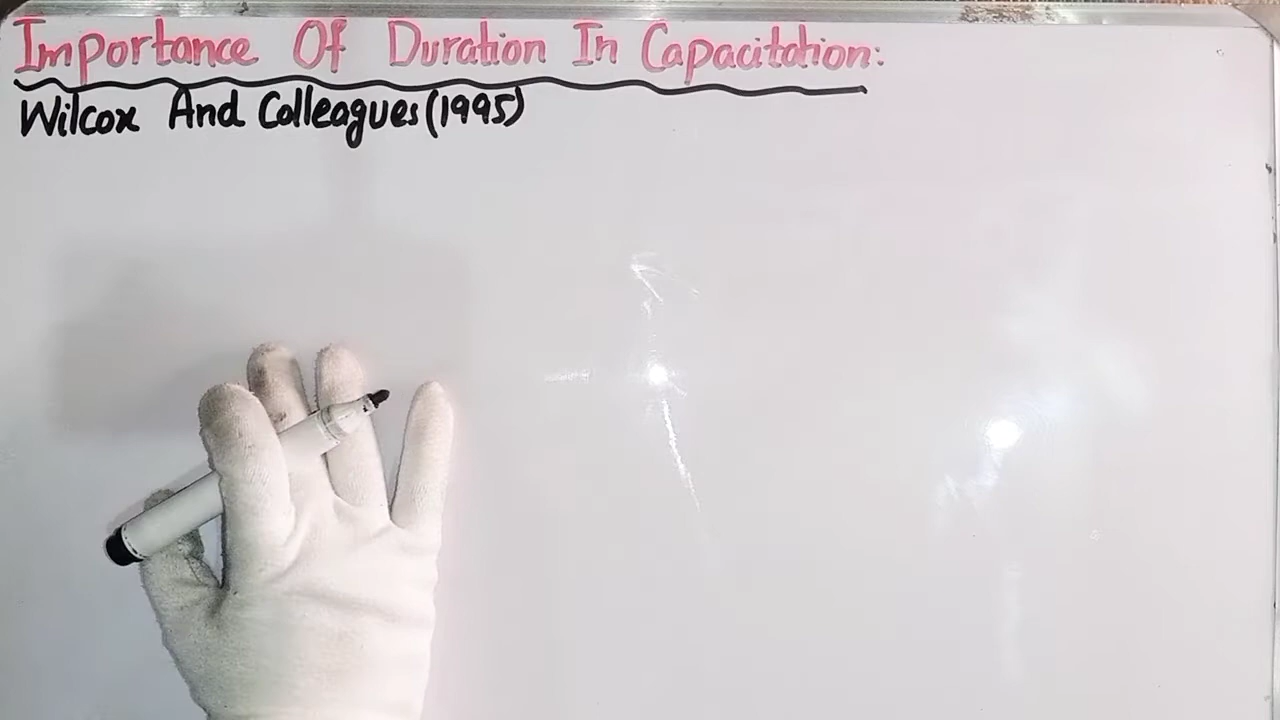 Importance Of Duration In Capacitation:
Wilcox And Colleagues (1995)